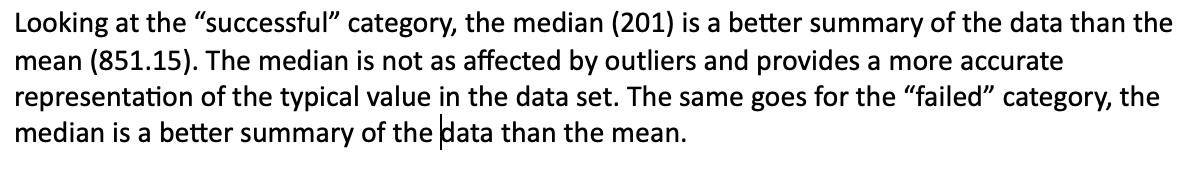 Looking at the “successful” category, the median (201) is a better summary of the data than the
mean (851.15). The median is not as affected by outliers and provides a more accurate
representation of the typical value in the data set. The same goes for the “failed” category, the
median is a better summary of the data than the mean.